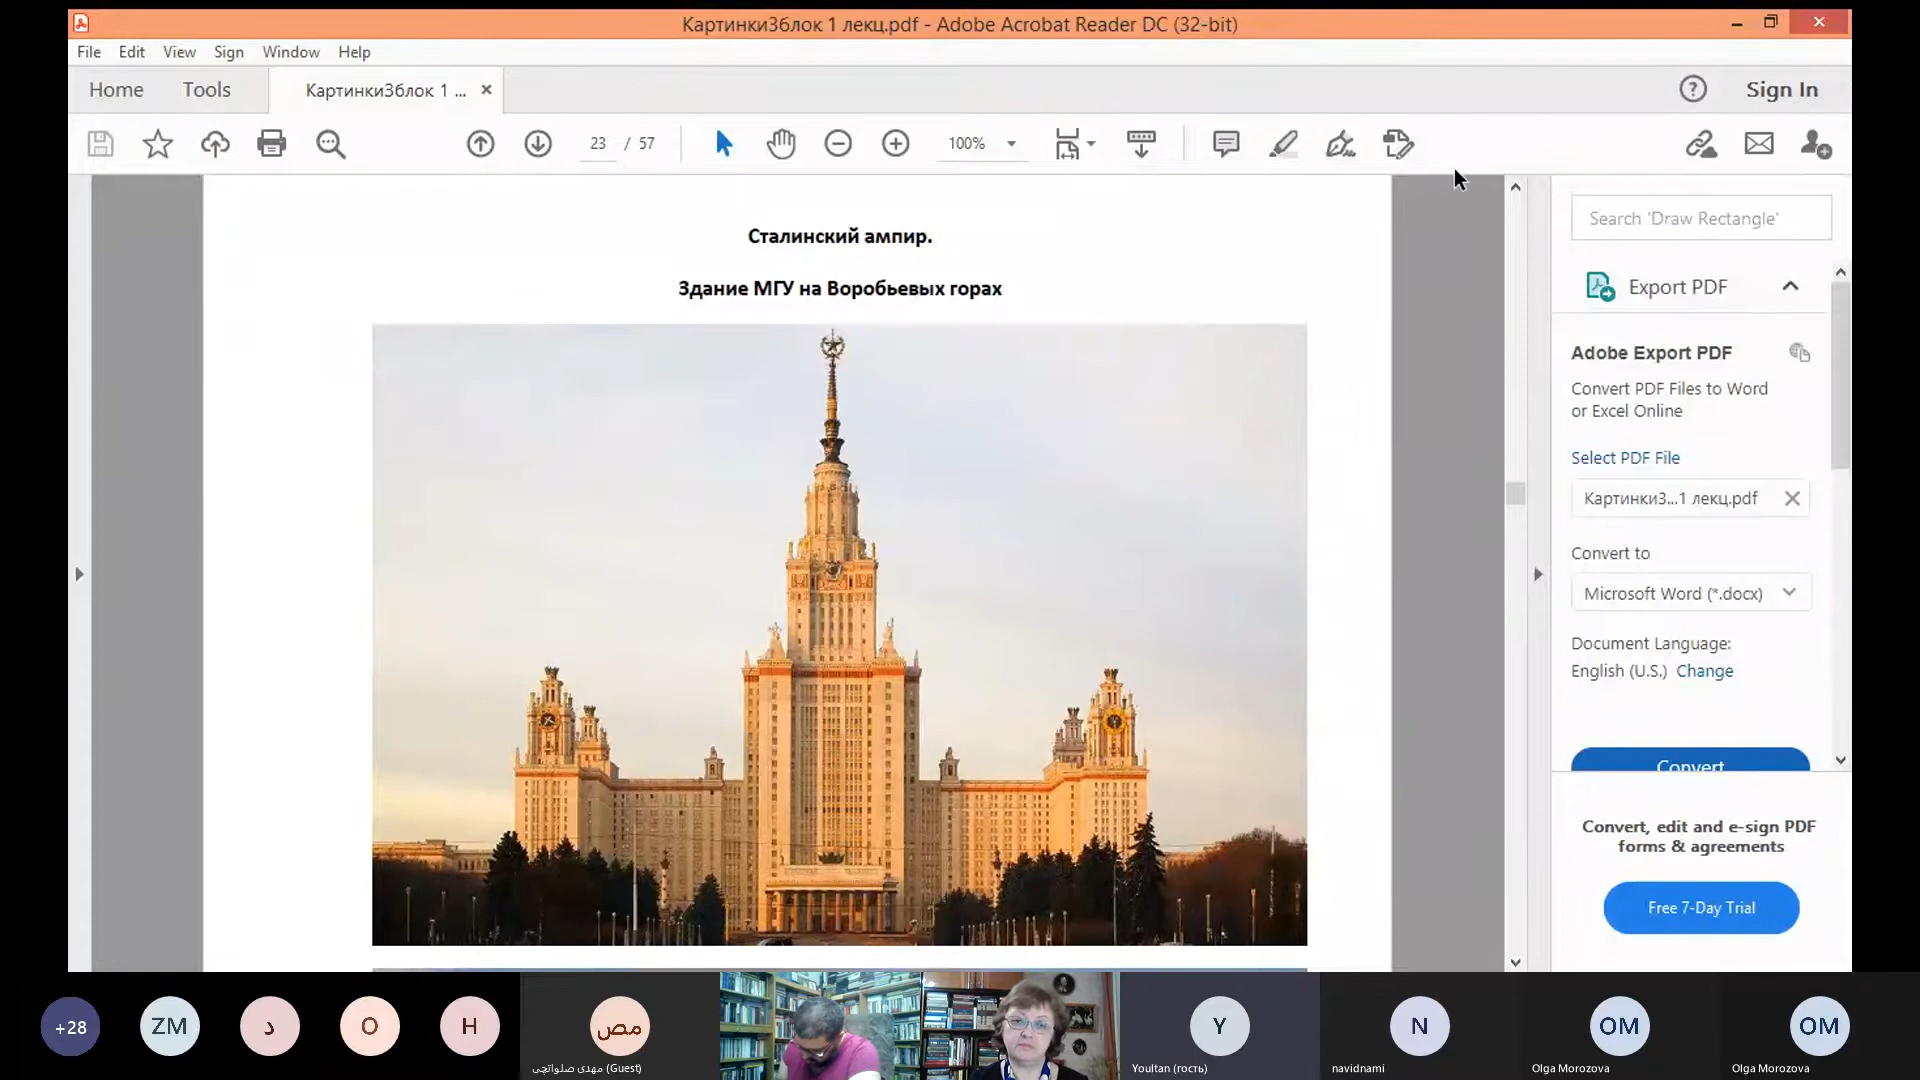 Картинки3блок 1 лекц.pdf - Adobe Acrobat Reader DC (32-bit)
File Edit View Sign Window Help
Home Tools Картинки3блок 1 ... Sign In
23 / 57 100%
Search 'Draw Rectangle'
Сталинский ампир.
Здание МГУ на Воробьевых горах
Export PDF
Adobe Export PDF
Convert PDF Files to Word
or Excel Online
Select PDF File
Картинки3...1 лекц.pdf
Convert to
Microsoft Word (*.docx)
Document Language:
English (U.S.) Change
Convert
Convert, edit and e-sign PDF
forms & agreements
Free 7-Day Trial
+28 ZM د O H مص Y N OM OM
مهدی صلواتچی (Guest) Youltan (гость) navidnami Olga Morozova Olga Morozova